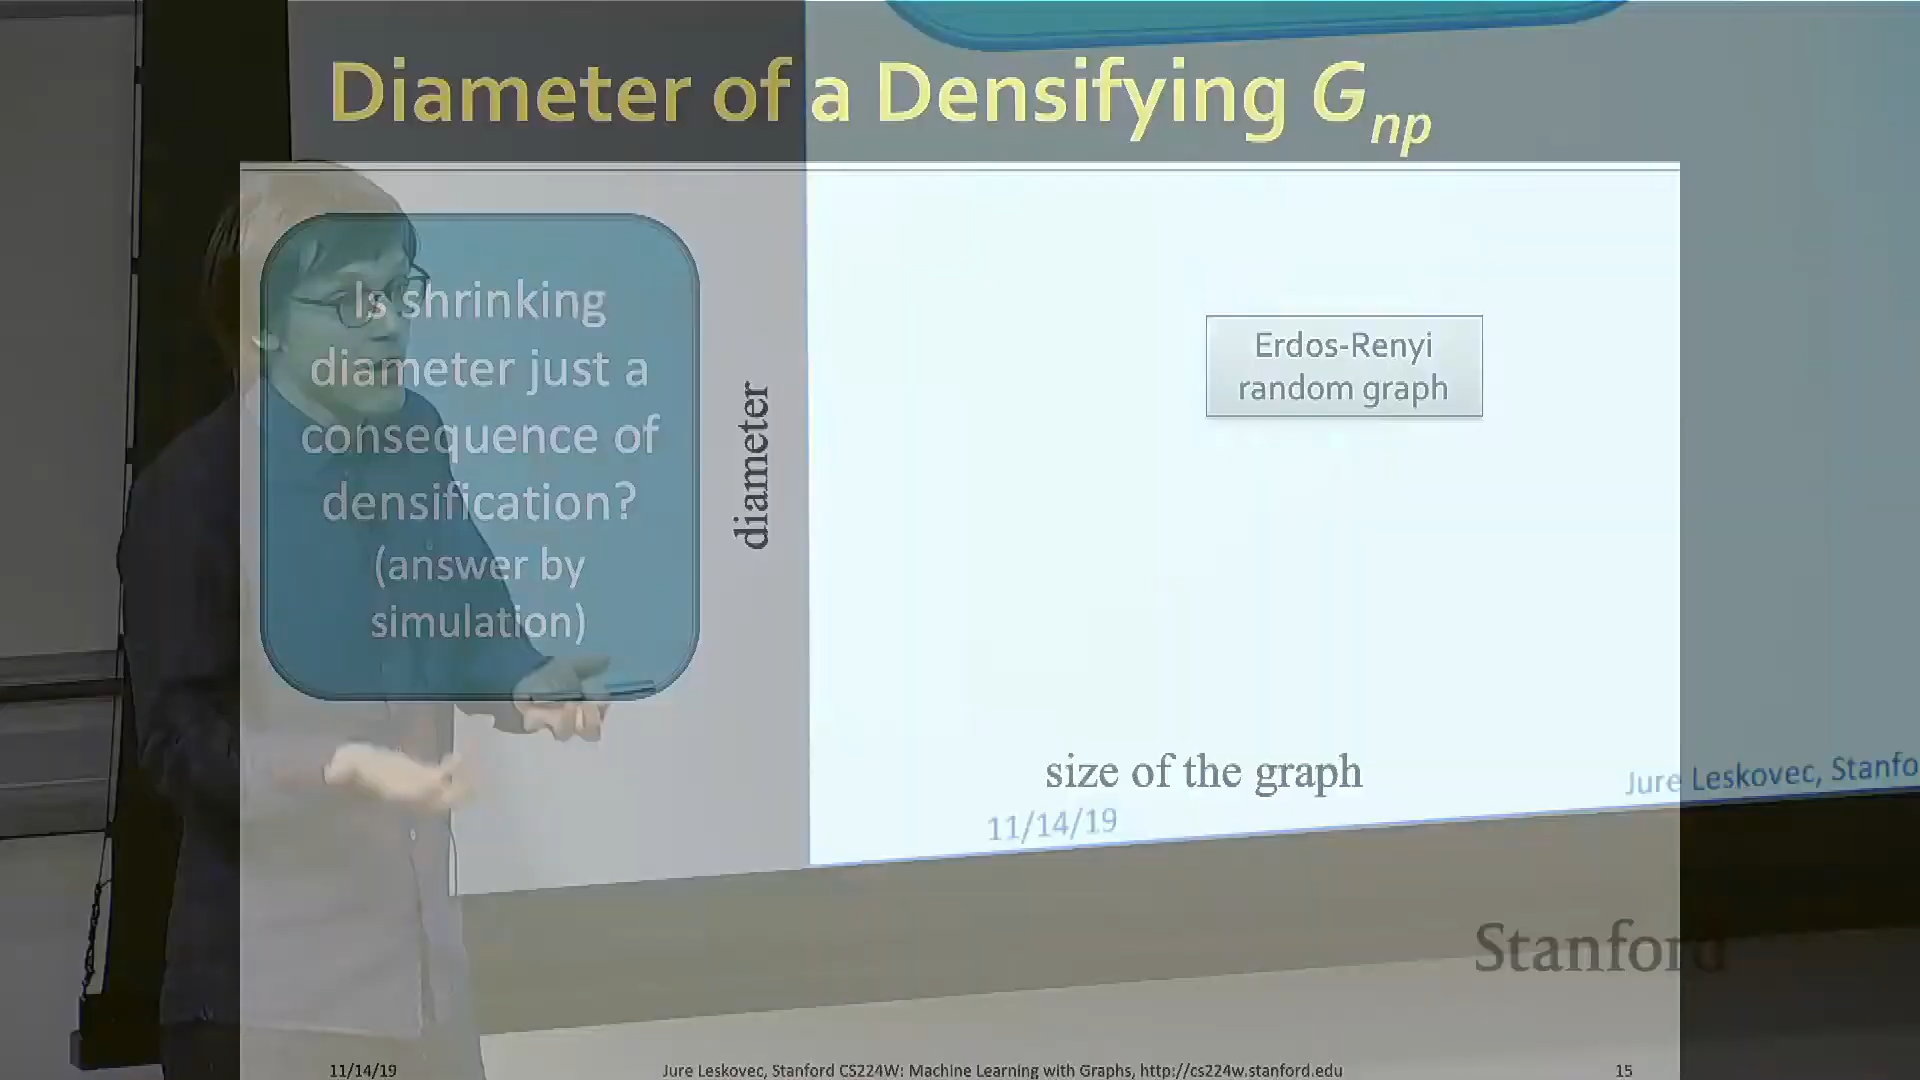 Diameter of a Densifying Gnp
Is shrinking
diameter just a
consequence of
densification?
(answer by
simulation)
diameter
Erdos-Renyi
random graph
size of the graph
11/14/19
Jure Leskovec, Stanfo
Stanford
11/14/19
Jure Leskovec, Stanford CS224W: Machine Learning with Graphs, http://cs224w.stanford.edu
15